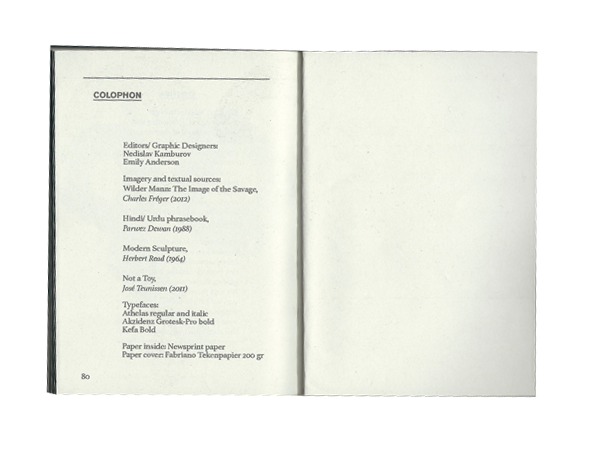 COLOPHON
Editors/ Graphic Designers:
Nedislav Kamburov
Emily Anderson
Imagery and textual sources:
Wilder Mann: The Image of the Savage,
Charles Fréger (2012)
Hindi/ Urdu phrasebook,
Parwez Dewan (1988)
Modern Sculpture,
Herbert Read (1964)
Not a Toy,
José Teunissen (2011)
Typefaces:
Athelas regular and italic
Akzidenz Grotesk-Pro bold
Kefa Bold
Paper inside: Newsprint paper
Paper cover: Fabriano Tekenpapier 200 gr
80